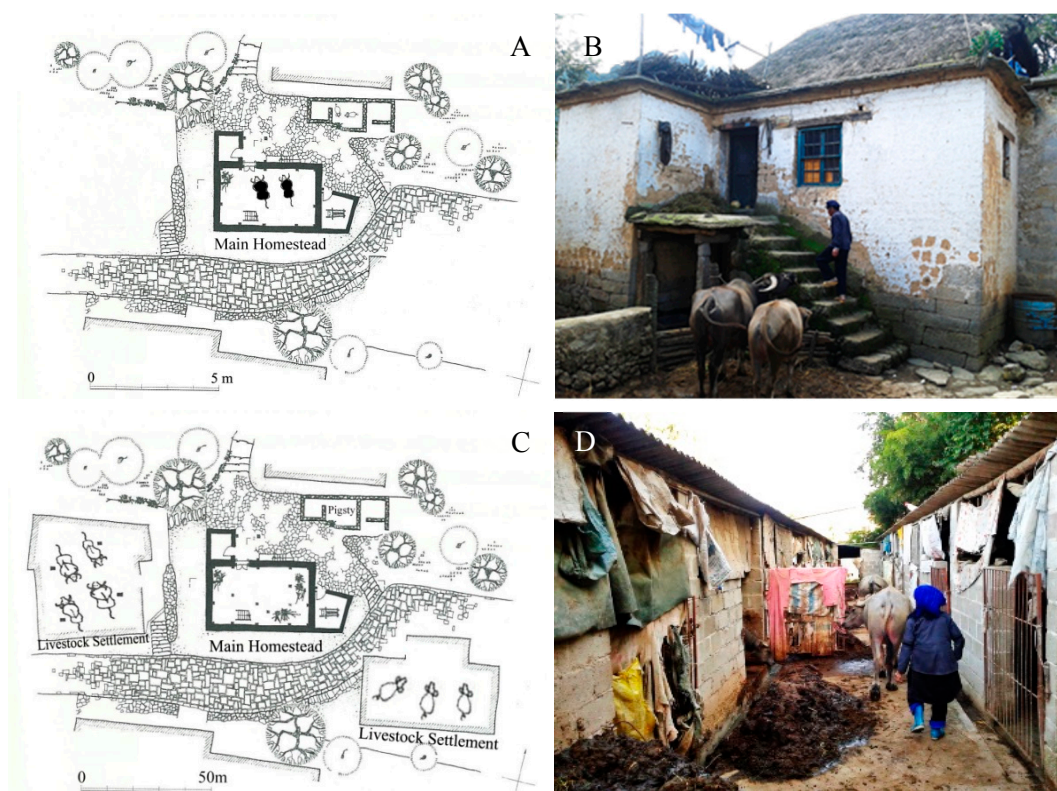 A
Main Homestead
0 5 m
B
C
Pigsty
Livestock Settlement
Main Homestead
Livestock Settlement
0 50m
D